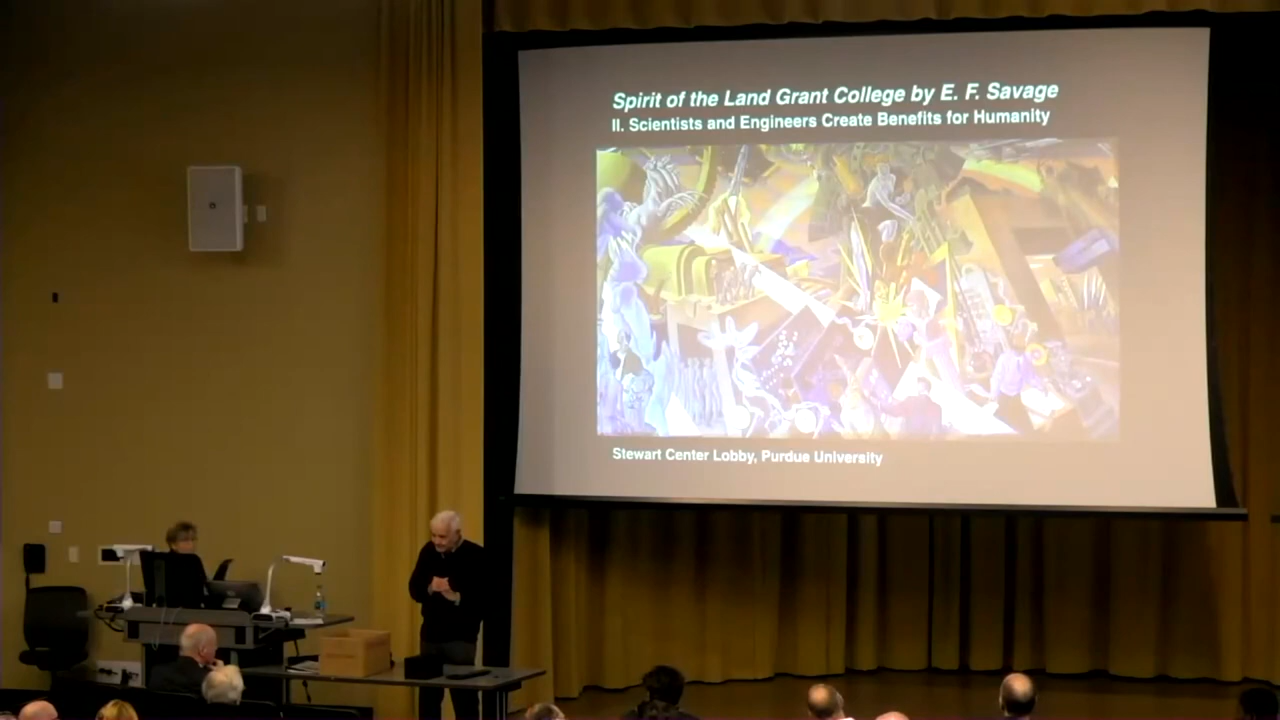 Spirit of the Land Grant College by E. F. Savage
II. Scientists and Engineers Create Benefits for Humanity
Stewart Center Lobby, Purdue University